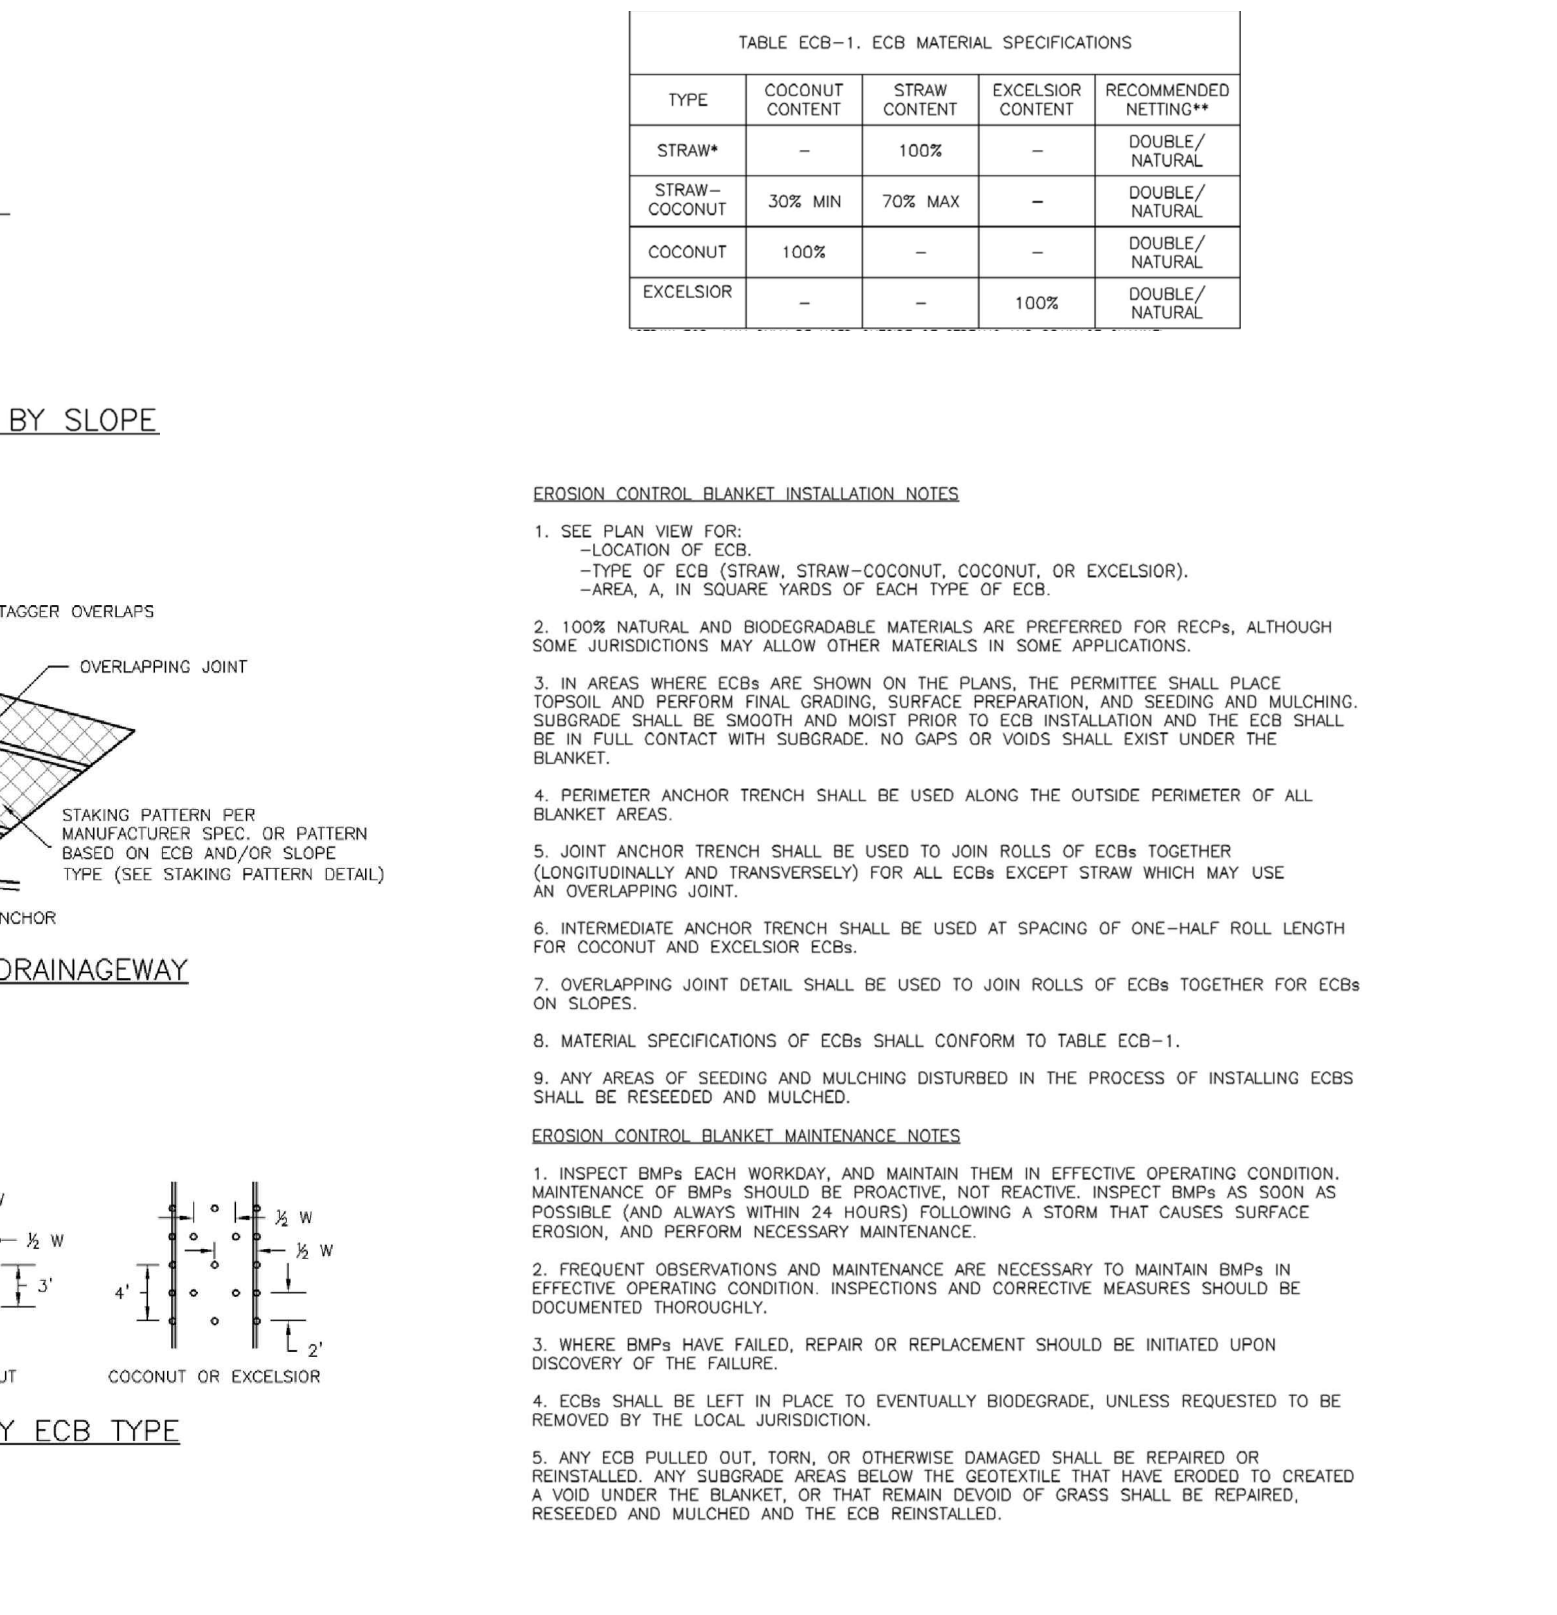 TABLE ECB-1. ECB MATERIAL SPECIFICATIONS
TYPE
COCONUT CONTENT
STRAW CONTENT
EXCELSIOR CONTENT
RECOMMENDED NETTING**
STRAW*
-
100%
-
DOUBLE/ NATURAL
STRAW-COCONUT
30% MIN
70% MAX
-
DOUBLE/ NATURAL
COCONUT
100%
-
-
DOUBLE/ NATURAL
EXCELSIOR
-
-
100%
DOUBLE/ NATURAL
BY SLOPE
TAGGER OVERLAPS
OVERLAPPING JOINT
STAKING PATTERN PER
MANUFACTURER SPEC. OR PATTERN
BASED ON ECB AND/OR SLOPE
TYPE (SEE STAKING PATTERN DETAIL)
NCHOR
DRAINAGEWAY
W
½ W
3'
½ W
½ W
4'
2'
UT
COCONUT OR EXCELSIOR
Y ECB TYPE
EROSION CONTROL BLANKET INSTALLATION NOTES
1. SEE PLAN VIEW FOR:
-LOCATION OF ECB.
-TYPE OF ECB (STRAW, STRAW-COCONUT, COCONUT, OR EXCELSIOR).
-AREA, A, IN SQUARE YARDS OF EACH TYPE OF ECB.
2. 100% NATURAL AND BIODEGRADABLE MATERIALS ARE PREFERRED FOR RECPs, ALTHOUGH
SOME JURISDICTIONS MAY ALLOW OTHER MATERIALS IN SOME APPLICATIONS.
3. IN AREAS WHERE ECBs ARE SHOWN ON THE PLANS, THE PERMITTEE SHALL PLACE
TOPSOIL AND PERFORM FINAL GRADING, SURFACE PREPARATION, AND SEEDING AND MULCHING.
SUBGRADE SHALL BE SMOOTH AND MOIST PRIOR TO ECB INSTALLATION AND THE ECB SHALL
BE IN FULL CONTACT WITH SUBGRADE. NO GAPS OR VOIDS SHALL EXIST UNDER THE
BLANKET.
4. PERIMETER ANCHOR TRENCH SHALL BE USED ALONG THE OUTSIDE PERIMETER OF ALL
BLANKET AREAS.
5. JOINT ANCHOR TRENCH SHALL BE USED TO JOIN ROLLS OF ECBs TOGETHER
(LONGITUDINALLY AND TRANSVERSELY) FOR ALL ECBs EXCEPT STRAW WHICH MAY USE
AN OVERLAPPING JOINT.
6. INTERMEDIATE ANCHOR TRENCH SHALL BE USED AT SPACING OF ONE-HALF ROLL LENGTH
FOR COCONUT AND EXCELSIOR ECBs.
7. OVERLAPPING JOINT DETAIL SHALL BE USED TO JOIN ROLLS OF ECBs TOGETHER FOR ECBs
ON SLOPES.
8. MATERIAL SPECIFICATIONS OF ECBs SHALL CONFORM TO TABLE ECB-1.
9. ANY AREAS OF SEEDING AND MULCHING DISTURBED IN THE PROCESS OF INSTALLING ECBS
SHALL BE RESEEDED AND MULCHED.
EROSION CONTROL BLANKET MAINTENANCE NOTES
1. INSPECT BMPs EACH WORKDAY, AND MAINTAIN THEM IN EFFECTIVE OPERATING CONDITION.
MAINTENANCE OF BMPs SHOULD BE PROACTIVE, NOT REACTIVE. INSPECT BMPs AS SOON AS
POSSIBLE (AND ALWAYS WITHIN 24 HOURS) FOLLOWING A STORM THAT CAUSES SURFACE
EROSION, AND PERFORM NECESSARY MAINTENANCE.
2. FREQUENT OBSERVATIONS AND MAINTENANCE ARE NECESSARY TO MAINTAIN BMPs IN
EFFECTIVE OPERATING CONDITION. INSPECTIONS AND CORRECTIVE MEASURES SHOULD BE
DOCUMENTED THOROUGHLY.
3. WHERE BMPs HAVE FAILED, REPAIR OR REPLACEMENT SHOULD BE INITIATED UPON
DISCOVERY OF THE FAILURE.
4. ECBs SHALL BE LEFT IN PLACE TO EVENTUALLY BIODEGRADE, UNLESS REQUESTED TO BE
REMOVED BY THE LOCAL JURISDICTION.
5. ANY ECB PULLED OUT, TORN, OR OTHERWISE DAMAGED SHALL BE REPAIRED OR
REINSTALLED. ANY SUBGRADE AREAS BELOW THE GEOTEXTILE THAT HAVE ERODED TO CREATED
A VOID UNDER THE BLANKET, OR THAT REMAIN DEVOID OF GRASS SHALL BE REPAIRED,
RESEEDED AND MULCHED AND THE ECB REINSTALLED.